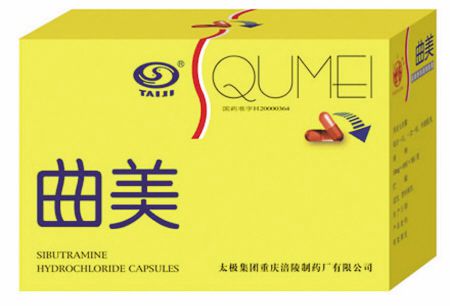 TAIJI
®
QUMEI
国药准字H20000364
曲美
SIBUTRAMINE
HYDROCHLORIDE CAPSULES
太极集团重庆涪陵制药厂有限公司
曲美